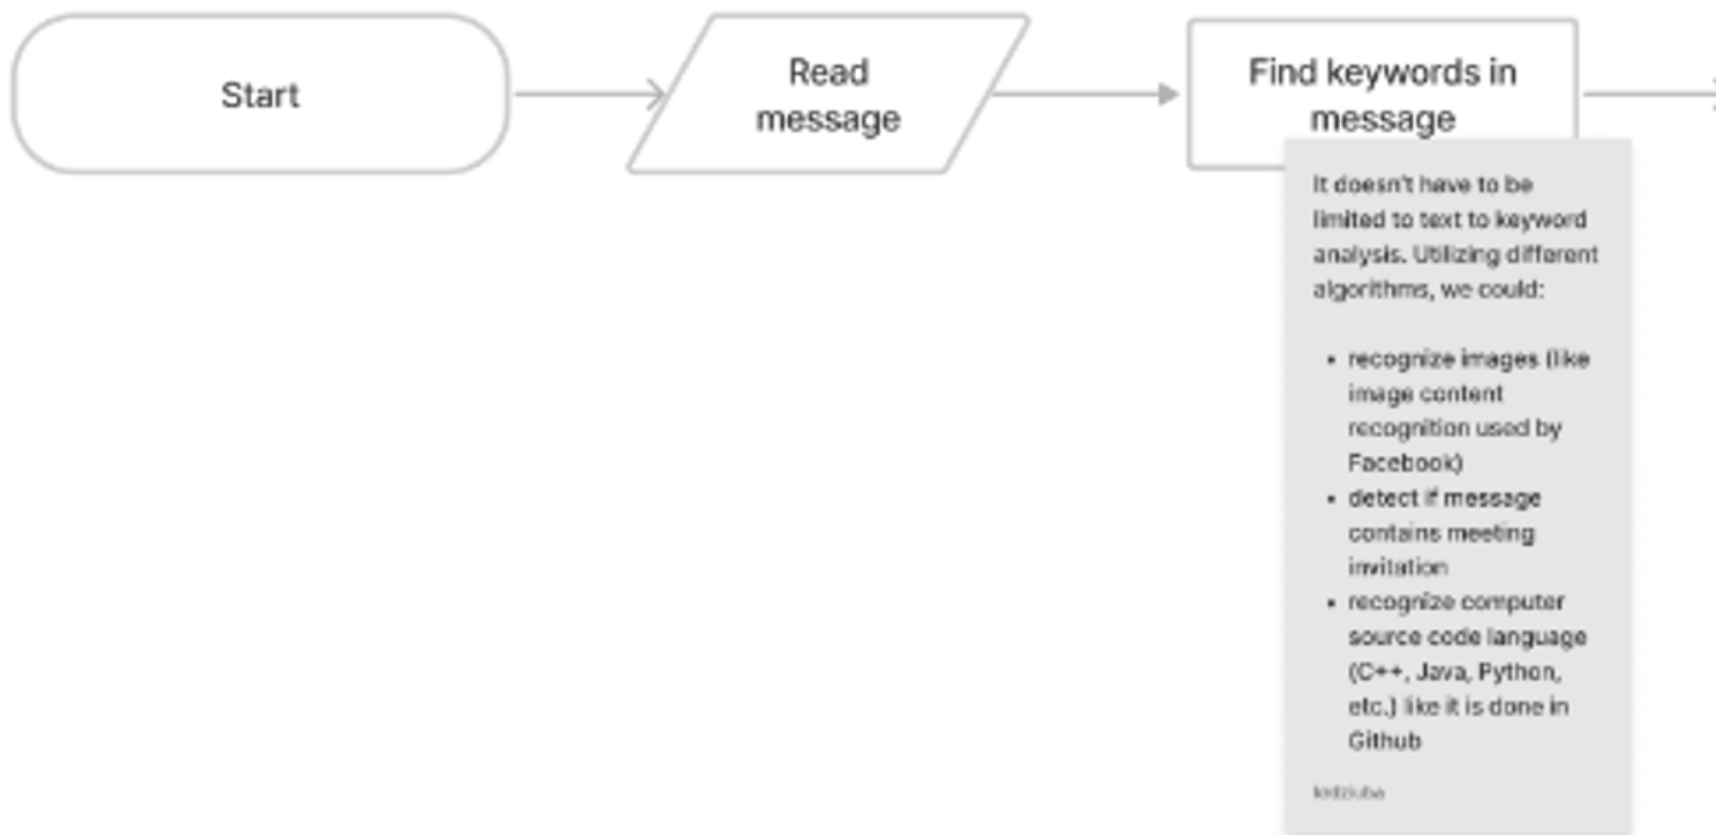 Start
Read
message
Find keywords in
message
It doesn't have to be
limited to text to keyword
analysis. Utilizing different
algorithms, we could:
• recognize images (like
image content
recognition used by
Facebook)
• detect if message
contains meeting
invitation
• recognize computer
source code language
(C++, Java, Python,
etc.) like it is done in
Github